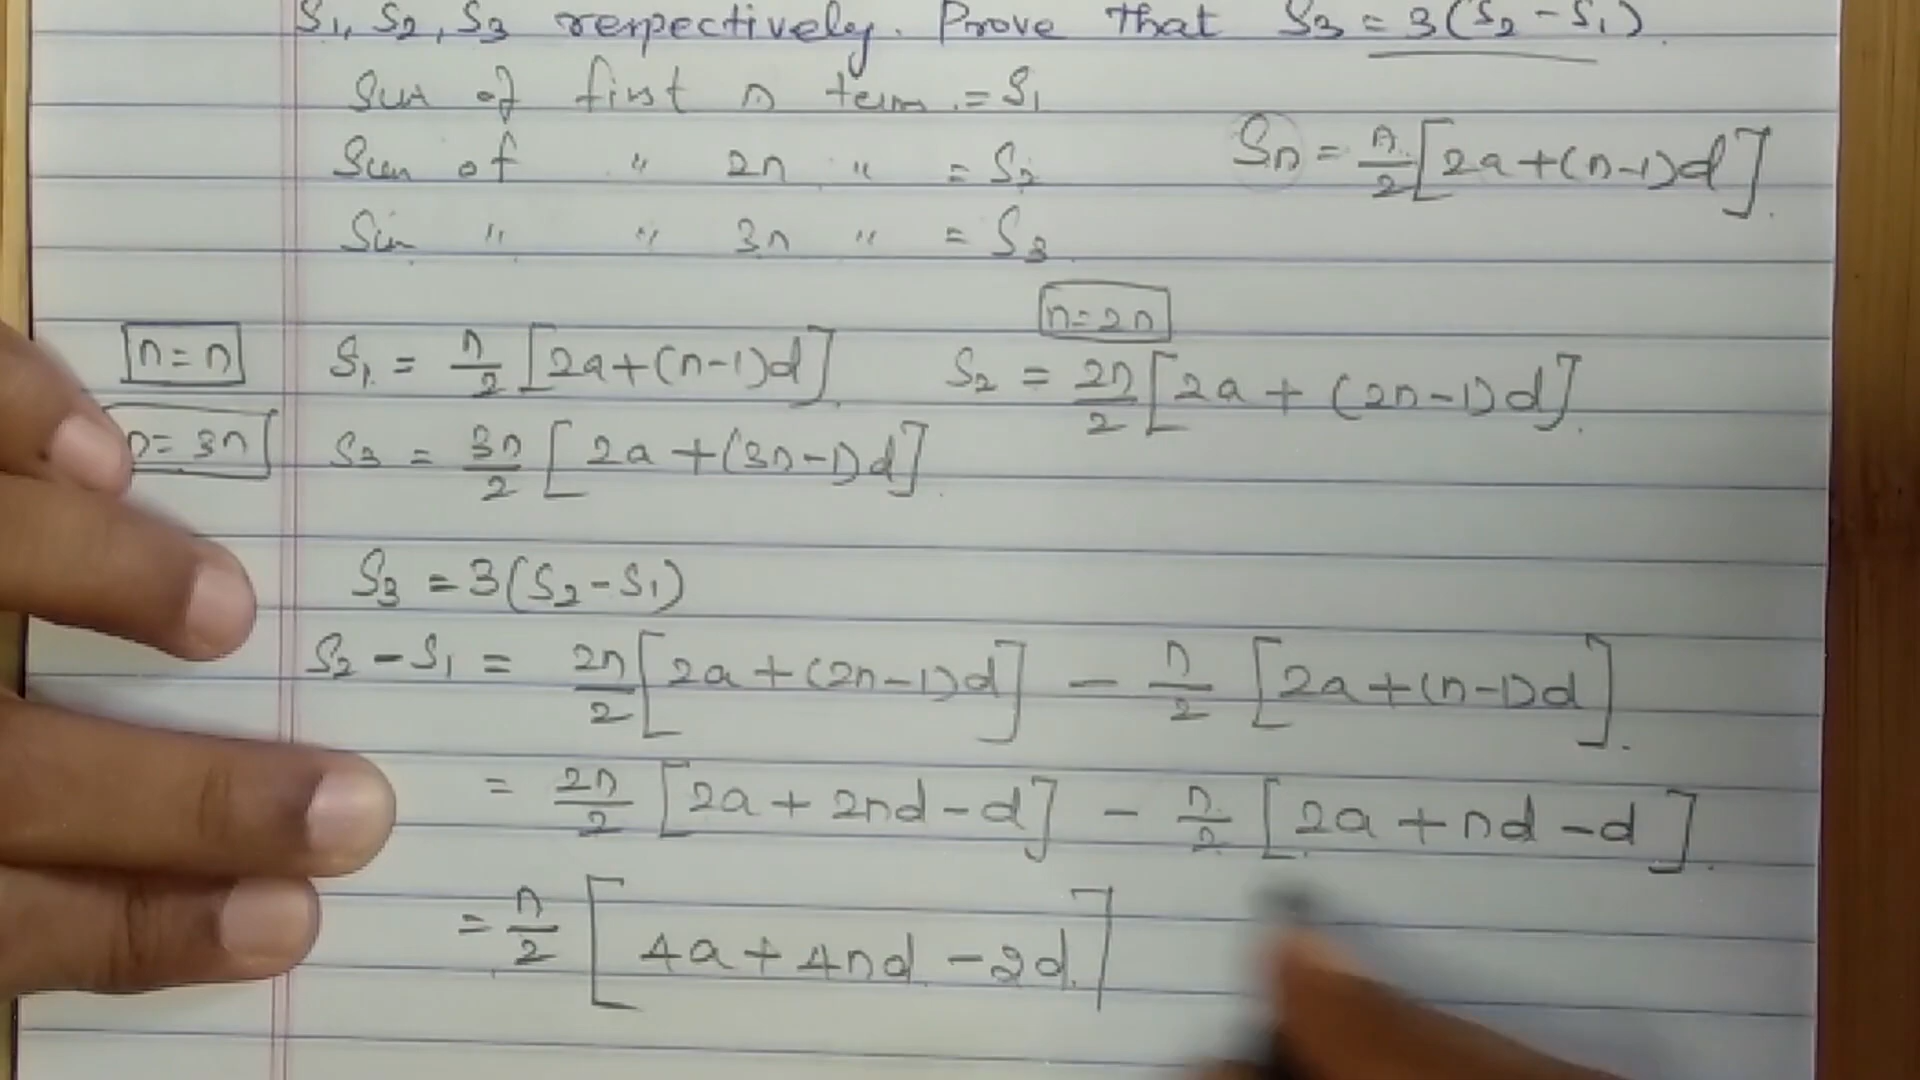 S1, S2, S3 respectively. Prove that S3 = 3(S2 - S1).
Sum of first n term. = S1
Sum of " 2n " = S2
Sn = n/2 [2a + (n-1)d].
Sum " " 3n " = S3
n = 2n
n = n
S1 = n/2 [2a + (n-1)d].
S2 = 2n/2 [2a + (2n-1)d].
n = 3n
S3 = 3n/2 [2a + (3n-1)d].
S3 = 3(S2 - S1)
S2 - S1 = 2n/2 [2a + (2n-1)d] - n/2 [2a + (n-1)d].
= 2n/2 [2a + 2nd - d] - n/2 [2a + nd - d].
= n/2 [4a + 4nd - 2d]